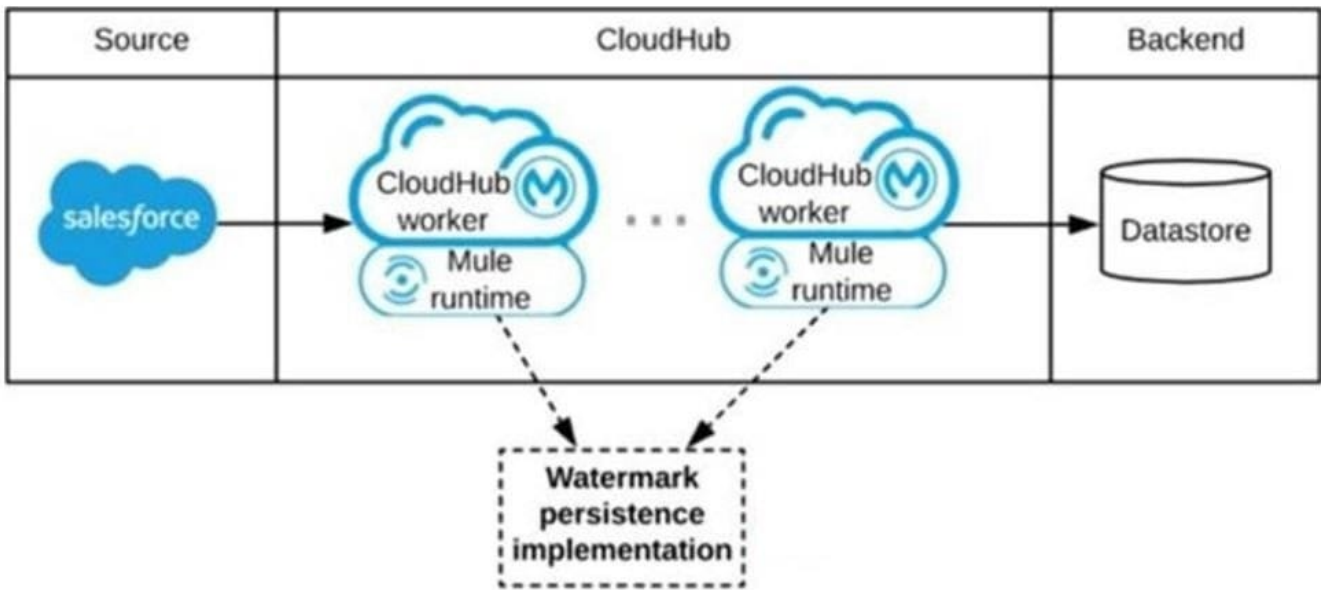 Source
CloudHub
Backend
salesforce
CloudHub
worker
Mule
runtime
CloudHub
worker
Mule
runtime
Datastore
Watermark
persistence
implementation